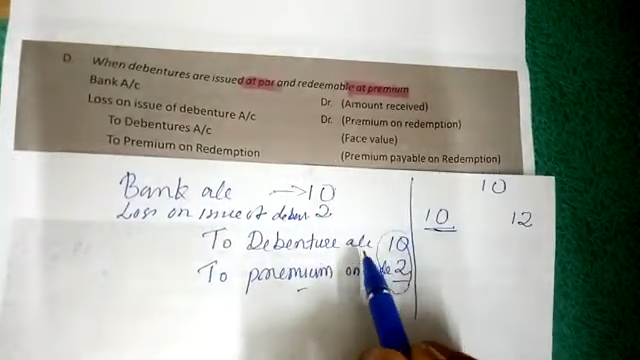 D. When debentures are issued at par and redeemable at premium
Bank A/c Dr. (Amount received)
Loss on issue of debenture A/c Dr. (Premium on redemption)
To Debentures A/c (Face value)
To Premium on Redemption (Premium payable on Redemption)
10
Bank a/c → 10
Loss on issue of deben 2
10 12
To Debenture a/c 10
To premium on 2